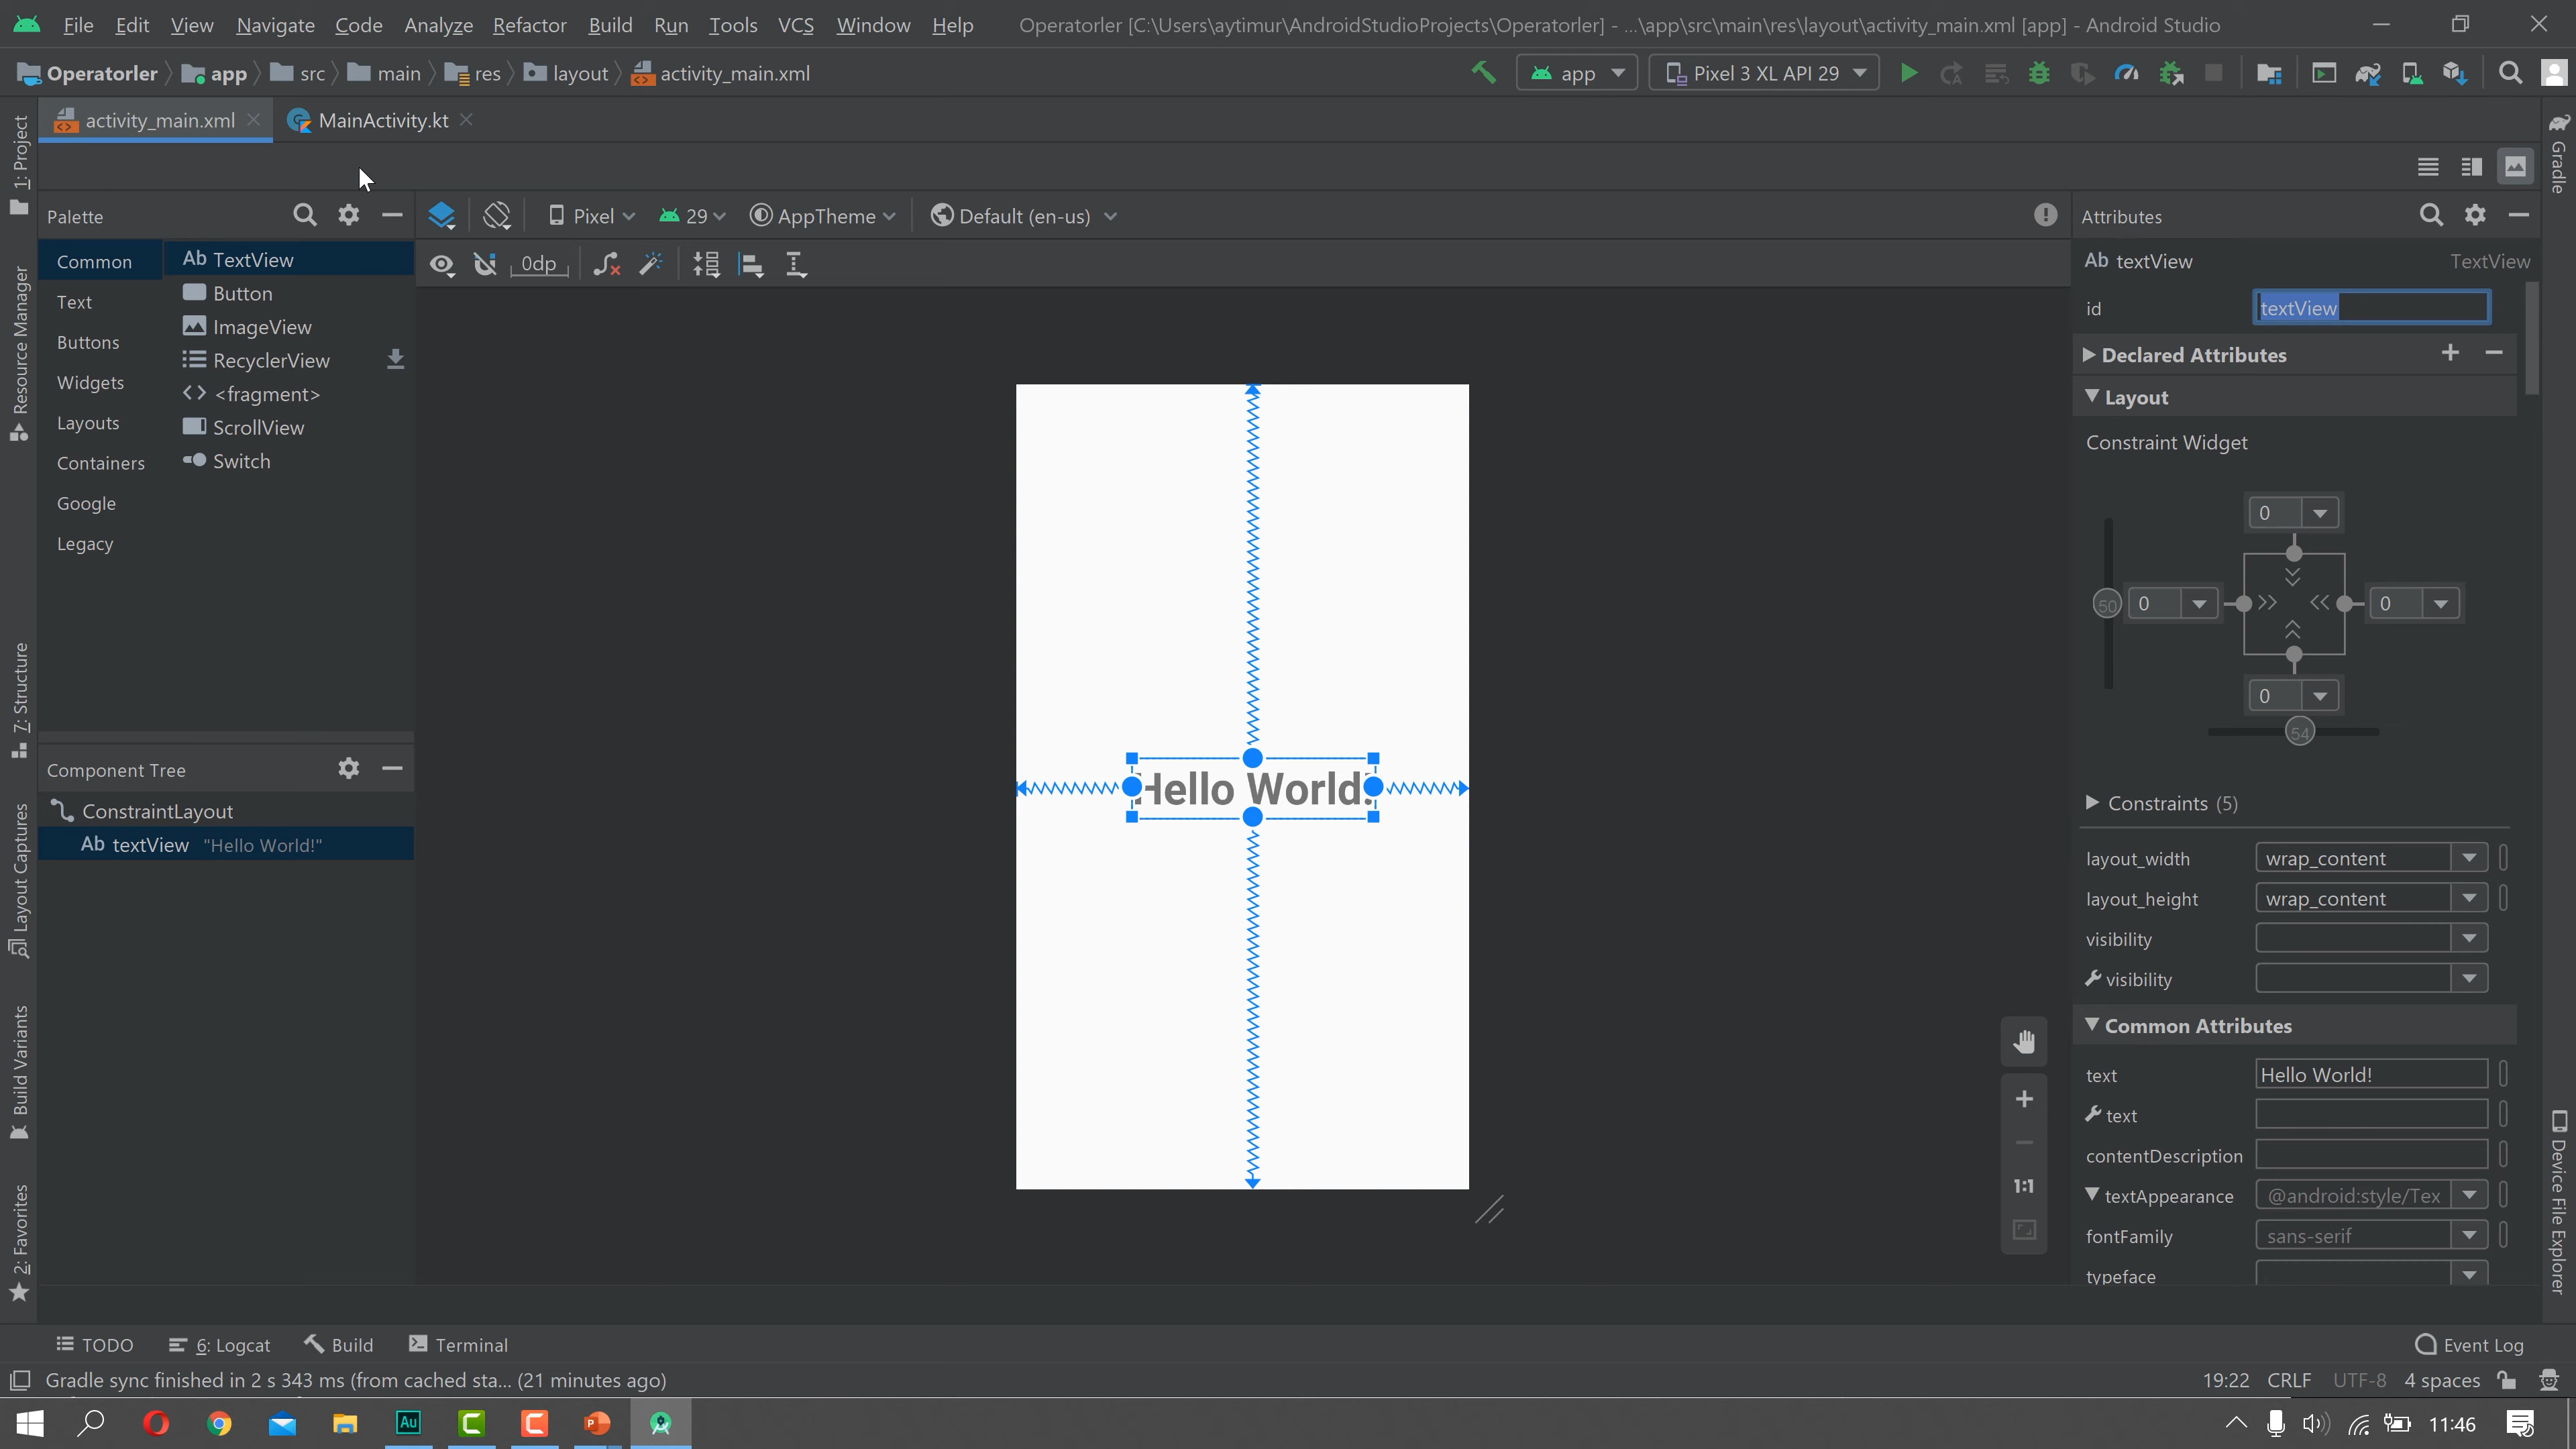 File Edit View Navigate Code Analyze Refactor Build Run Tools VCS Window Help Operatorler [C:\Users\aytimur\AndroidStudioProjects\Operatorler] - ...\app\src\main\res\layout\activity_main.xml [app] - Android Studio
Operatorler app src main res layout activity_main.xml app Pixel 3 XL API 29
activity_main.xml MainActivity.kt
1: Project
Resource Manager
7: Structure
Layout Captures
Build Variants
2: Favorites
Palette
Common
Text
Buttons
Widgets
Layouts
Containers
Google
Legacy
Ab TextView
Button
ImageView
RecyclerView
<fragment>
ScrollView
Switch
Component Tree
ConstraintLayout
Ab textView "Hello World!"
Pixel 29 AppTheme Default (en-us)
0dp
Hello World!
1:1
Attributes
Ab textView TextView
id textView
Declared Attributes
Layout
Constraint Widget
0
50 0 0
0
54
Constraints (5)
layout_width wrap_content
layout_height wrap_content
visibility
visibility
Common Attributes
text Hello World!
text
contentDescription
textAppearance @android:style/Tex
fontFamily sans-serif
typeface
Gradle
Device File Explorer
TODO 6: Logcat Build Terminal Event Log
Gradle sync finished in 2 s 343 ms (from cached sta... (21 minutes ago) 19:22 CRLF UTF-8 4 spaces
Au P 11:46